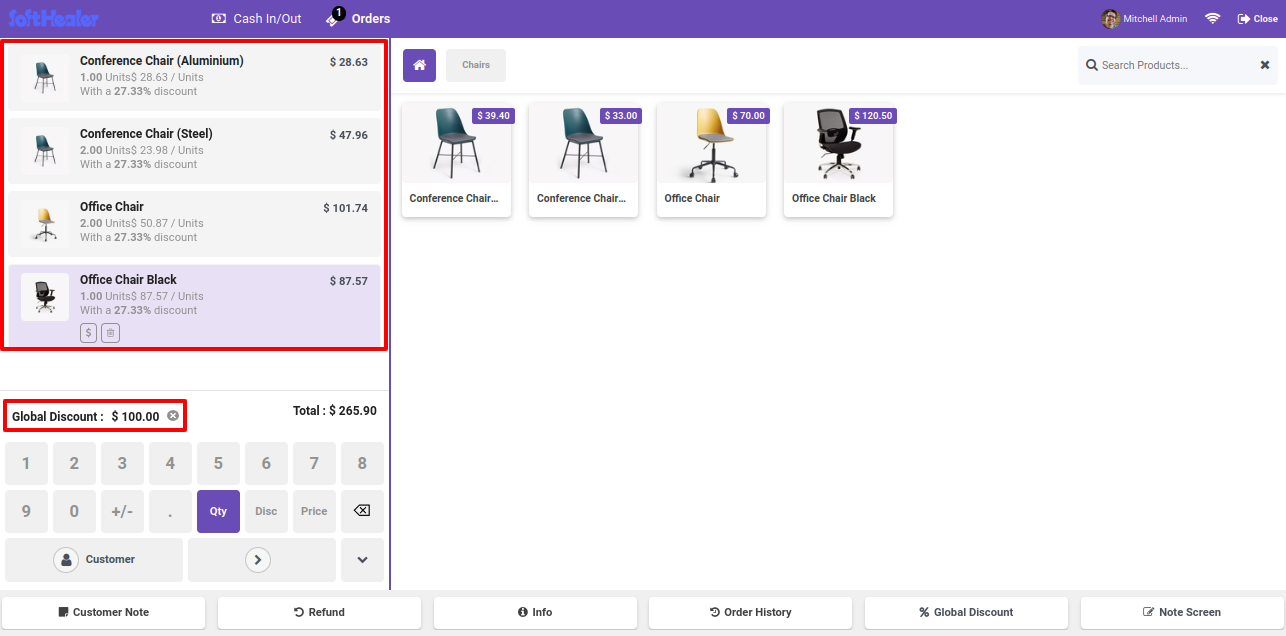 SoftHealer
Cash In/Out
1
Orders
Mitchell Admin
Close
Conference Chair (Aluminium)
$ 28.63
1.00 Units$ 28.63 / Units
With a 27.33% discount
Conference Chair (Steel)
$ 47.96
2.00 Units$ 23.98 / Units
With a 27.33% discount
Office Chair
$ 101.74
2.00 Units$ 50.87 / Units
With a 27.33% discount
Office Chair Black
$ 87.57
1.00 Units$ 87.57 / Units
With a 27.33% discount
$
Global Discount : $ 100.00
Total : $ 265.90
1 2 3 4 5 6 7 8
9 0 +/- . Qty Disc Price
Customer
Chairs
Search Products...
$ 39.40
Conference Chair...
$ 33.00
Conference Chair...
$ 70.00
Office Chair
$ 120.50
Office Chair Black
Customer Note
Refund
Info
Order History
% Global Discount
Note Screen